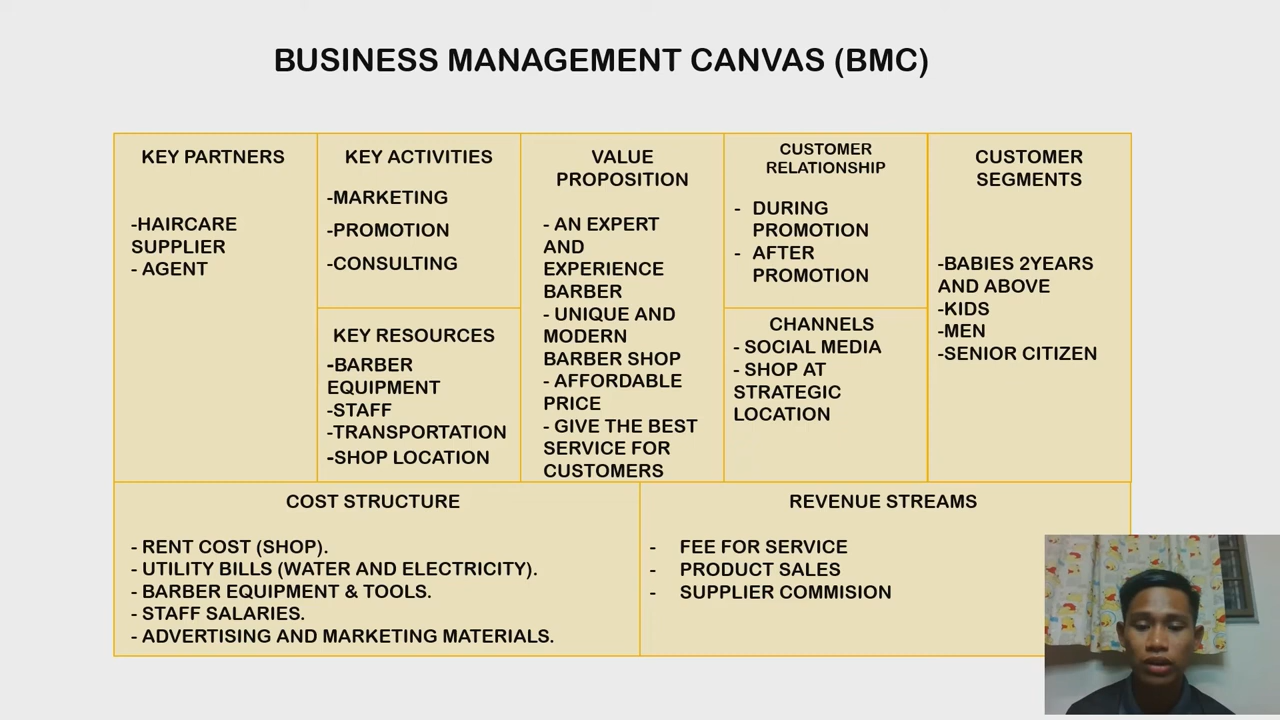 BUSINESS MANAGEMENT CANVAS (BMC)
KEY PARTNERS
-HAIRCARE
SUPPLIER
- AGENT
KEY ACTIVITIES
-MARKETING
-PROMOTION
-CONSULTING
KEY RESOURCES
-BARBER
EQUIPMENT
-STAFF
-TRANSPORTATION
-SHOP LOCATION
VALUE
PROPOSITION
- AN EXPERT
AND
EXPERIENCE
BARBER
- UNIQUE AND
MODERN
BARBER SHOP
- AFFORDABLE
PRICE
- GIVE THE BEST
SERVICE FOR
CUSTOMERS
CUSTOMER
RELATIONSHIP
- DURING
PROMOTION
- AFTER
PROMOTION
CHANNELS
- SOCIAL MEDIA
- SHOP AT
STRATEGIC
LOCATION
CUSTOMER
SEGMENTS
-BABIES 2YEARS
AND ABOVE
-KIDS
-MEN
-SENIOR CITIZEN
COST STRUCTURE
- RENT COST (SHOP).
- UTILITY BILLS (WATER AND ELECTRICITY).
- BARBER EQUIPMENT & TOOLS.
- STAFF SALARIES.
- ADVERTISING AND MARKETING MATERIALS.
REVENUE STREAMS
- FEE FOR SERVICE
- PRODUCT SALES
- SUPPLIER COMMISION